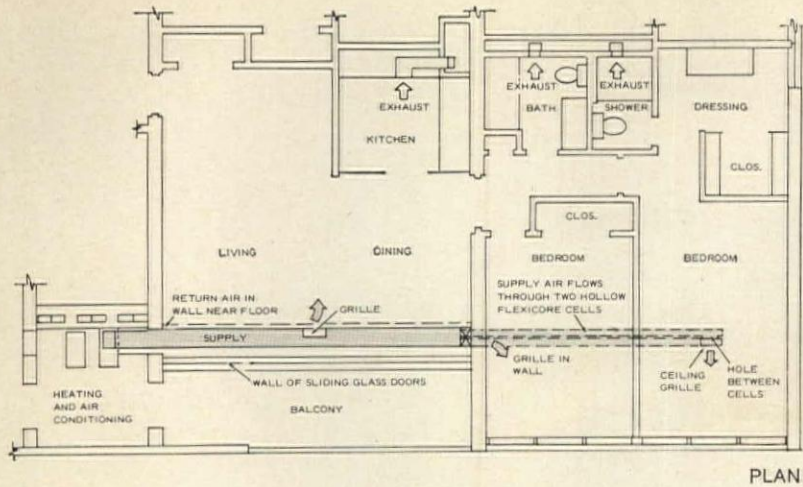 EXHAUST
KITCHEN
EXHAUST
BATH
EXHAUST
SHOWER
DRESSING
CLOS.
CLOS.
LIVING
DINING
BEDROOM
BEDROOM
RETURN AIR IN
WALL NEAR FLOOR
GRILLE
SUPPLY AIR FLOWS
THROUGH TWO HOLLOW
FLEXICORE CELLS
SUPPLY
GRILLE IN
WALL
CEILING
GRILLE
HOLE
BETWEEN
CELLS
WALL OF SLIDING GLASS DOORS
HEATING
AND AIR
CONDITIONING
BALCONY
PLAN